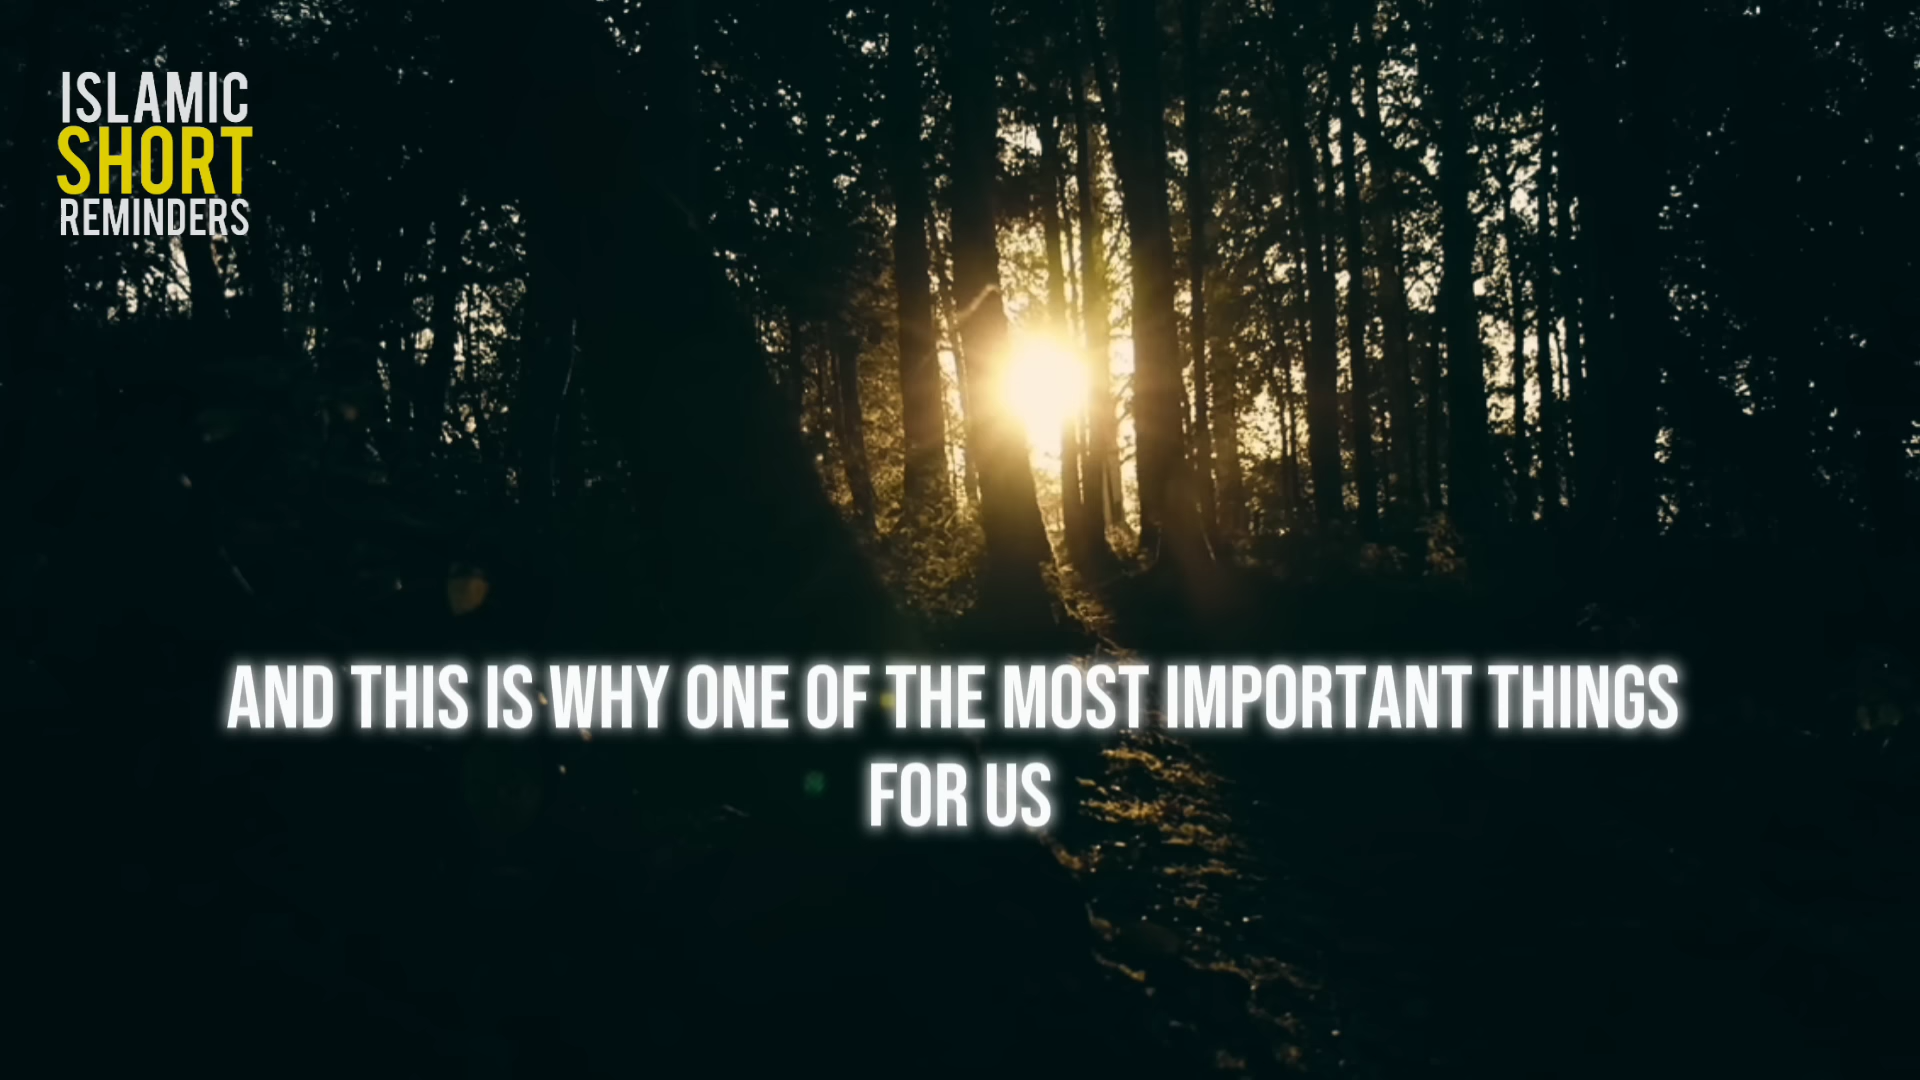 ISLAMIC
SHORT
REMINDERS
AND THIS IS WHY ONE OF THE MOST IMPORTANT THINGS
FOR US